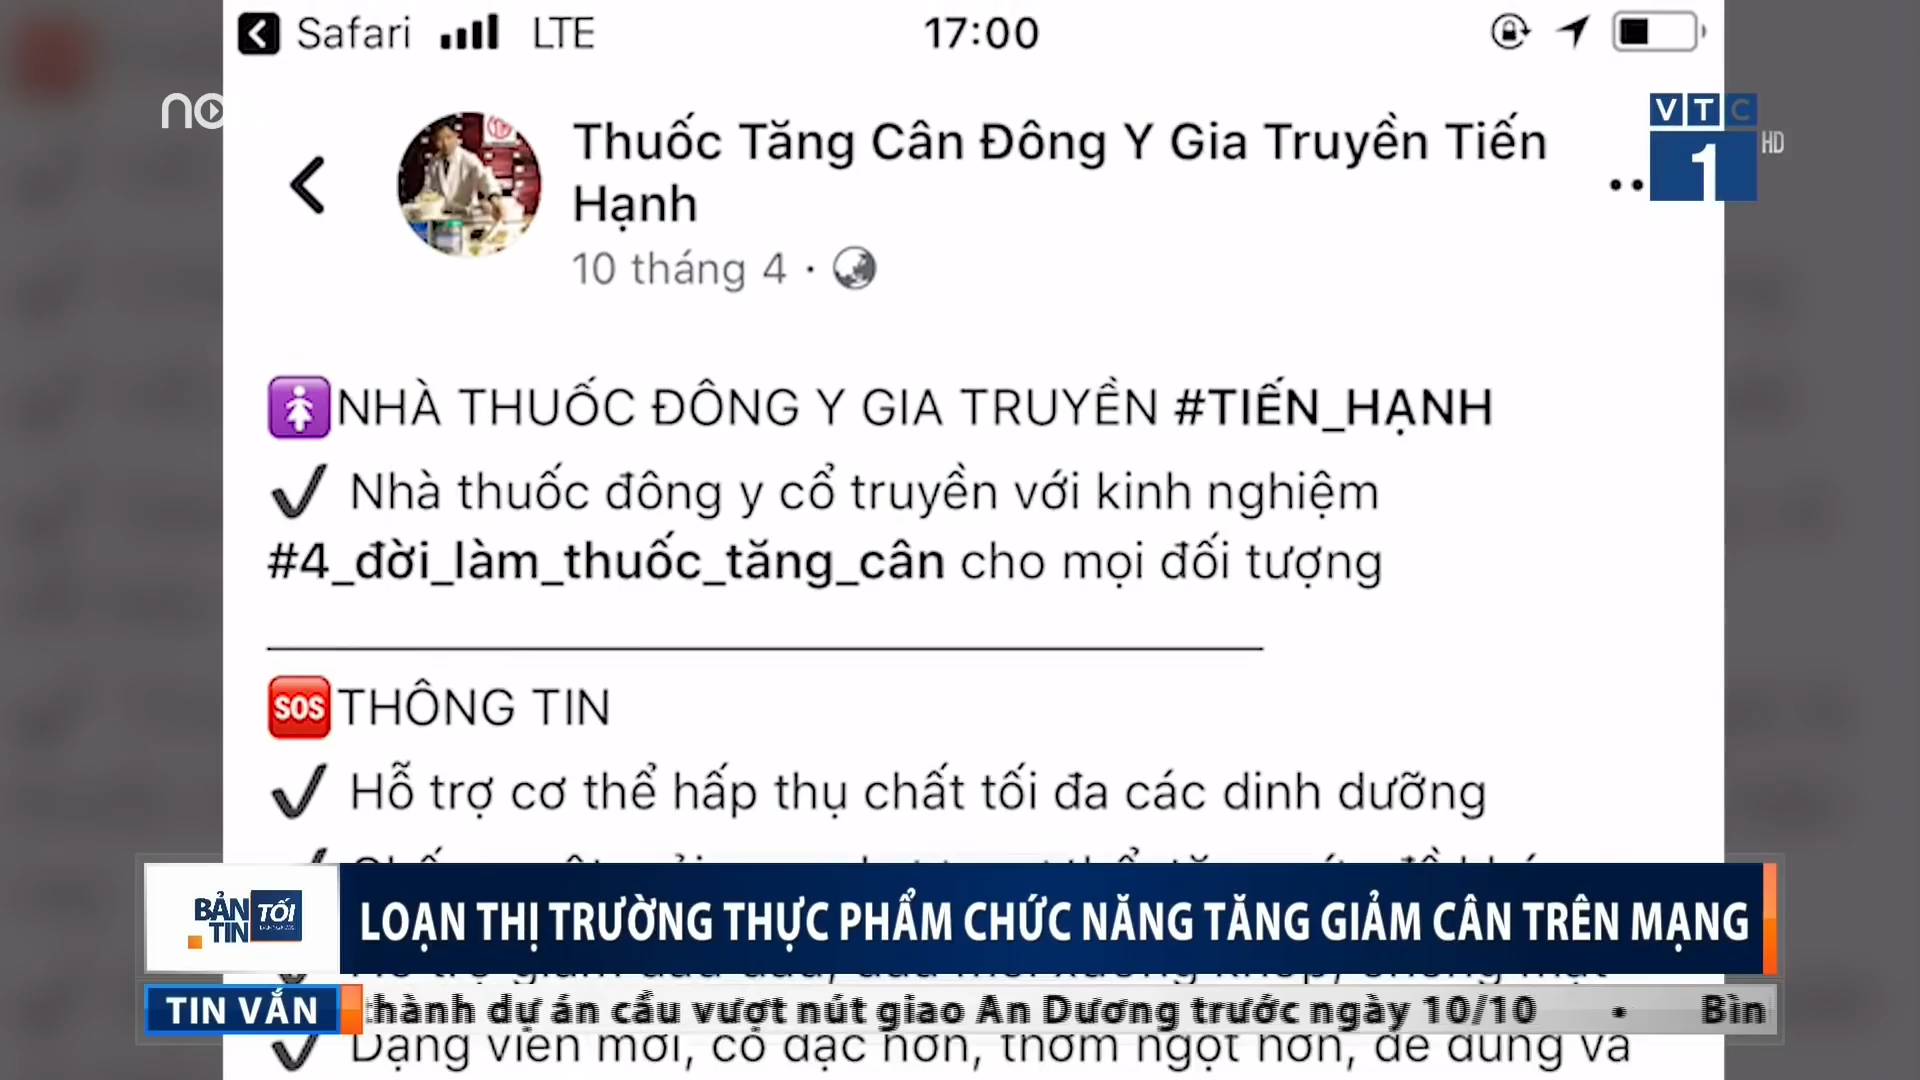 Safari LTE 17:00
VTC
HD
1
Thuốc Tăng Cân Đông Y Gia Truyền Tiến
Hạnh
10 tháng 4
NHÀ THUỐC ĐÔNG Y GIA TRUYỀN #TIẾN_HẠNH
✔ Nhà thuốc đông y cổ truyền với kinh nghiệm
#4_đời_làm_thuốc_tăng_cân cho mọi đối tượng
SOS THÔNG TIN
✔ Hỗ trợ cơ thể hấp thụ chất tối đa các dinh dưỡng
BẢN TIN TỐI
LOẠN THỊ TRƯỜNG THỰC PHẨM CHỨC NĂNG TĂNG GIẢM CÂN TRÊN MẠNG
TIN VẮN
thành dự án cầu vượt nút giao An Dương trước ngày 10/10 • Bìn
✔ Dạng viên mới, cô đặc hơn, thơm ngọt hơn, dễ dùng và